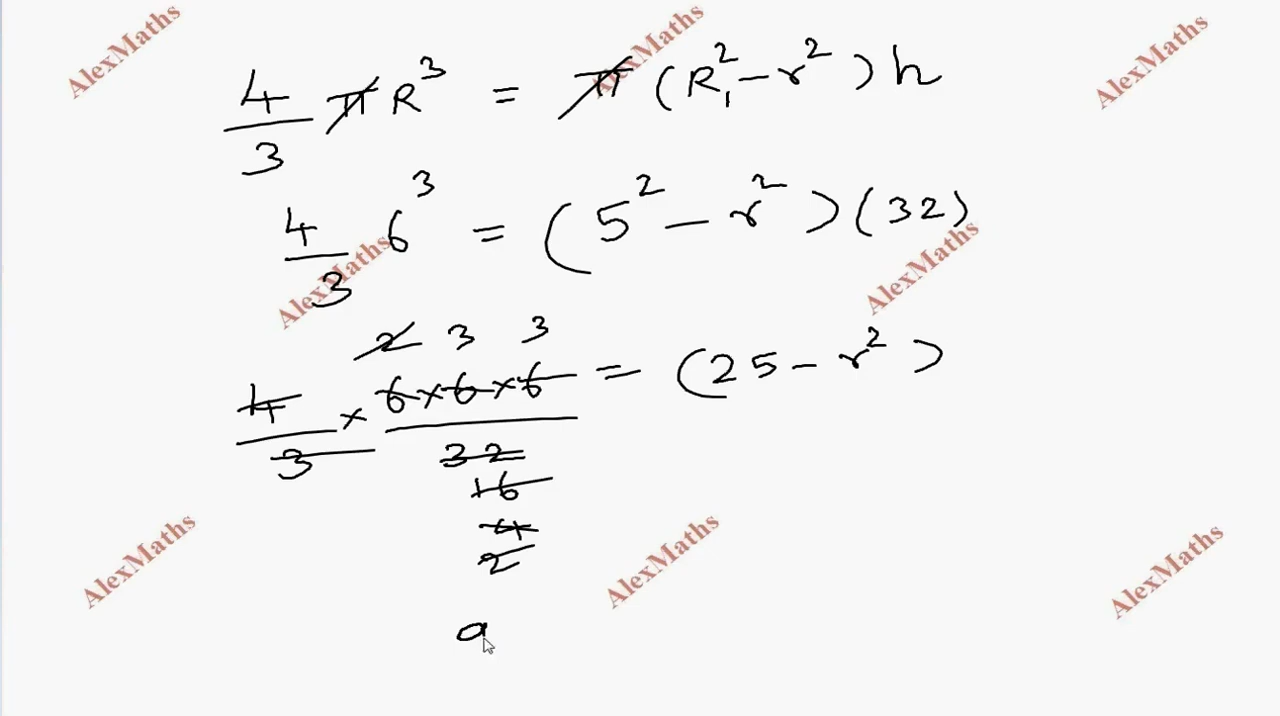 AlexMaths AlexMaths AlexMaths
4/3 πR³ = π (R₁² − r²) h
4/3 6³ = (5² − r²) (32)
AlexMaths AlexMaths
2 3 3
4/3 × 6×6×6/32 = (25 − r²)
16
4
2
AlexMaths AlexMaths AlexMaths
9